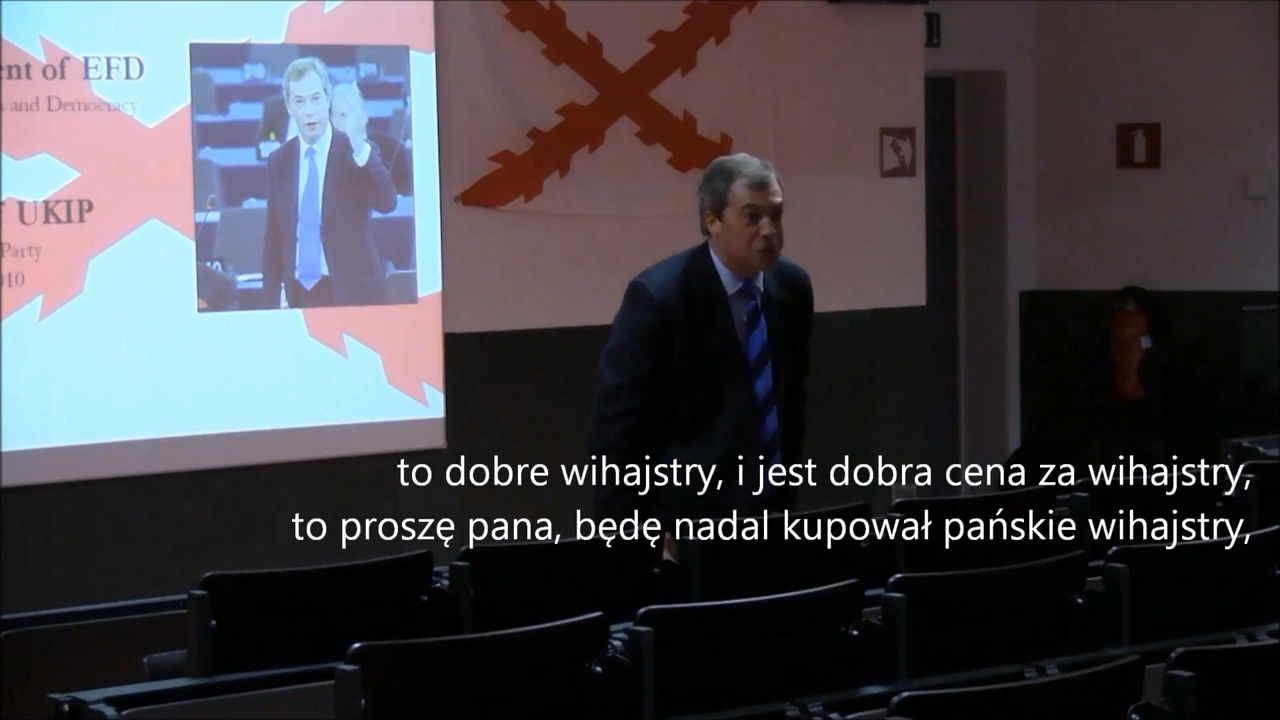 ent of EFD
and Democracy
UKIP
Party
10
to dobre wihajstry, i jest dobra cena za wihajstry,
to proszę pana, będę nadal kupował pańskie wihajstry,